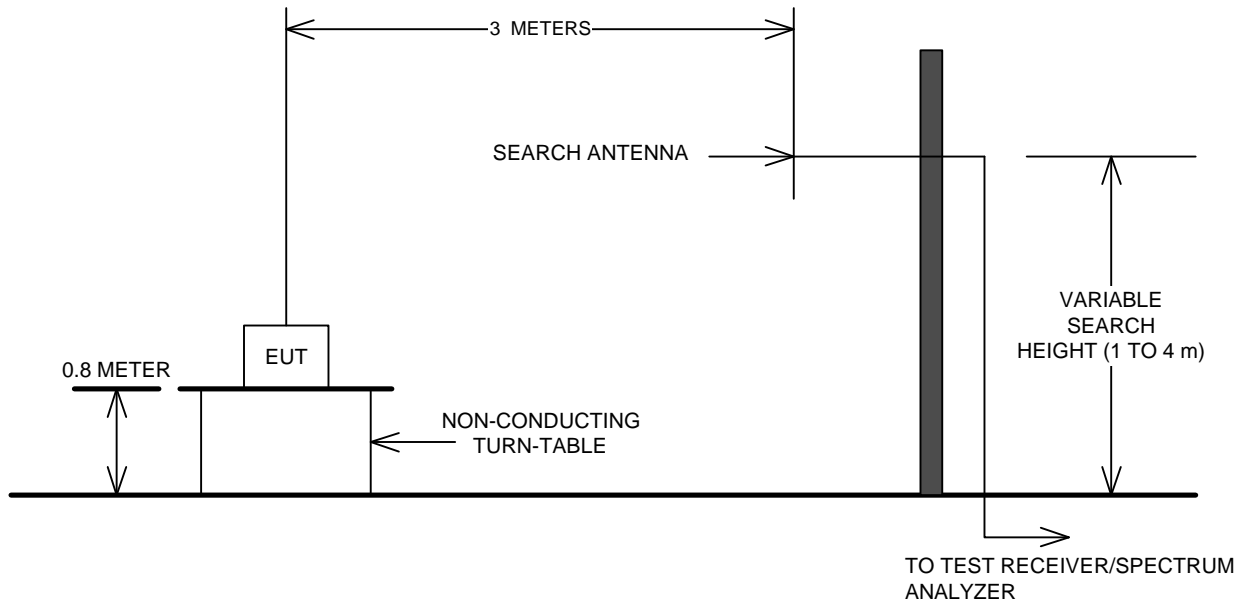 3 METERS
SEARCH ANTENNA
VARIABLE
SEARCH
HEIGHT (1 TO 4 m)
EUT
0.8 METER
NON-CONDUCTING
TURN-TABLE
TO TEST RECEIVER/SPECTRUM
ANALYZER